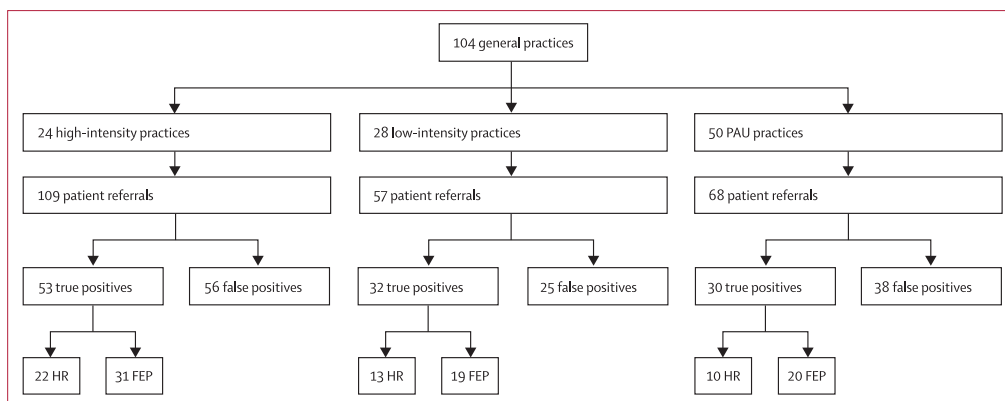 104 general practices
24 high-intensity practices
28 low-intensity practices
50 PAU practices
109 patient referrals
57 patient referrals
68 patient referrals
53 true positives
56 false positives
32 true positives
25 false positives
30 true positives
38 false positives
22 HR
31 FEP
13 HR
19 FEP
10 HR
20 FEP